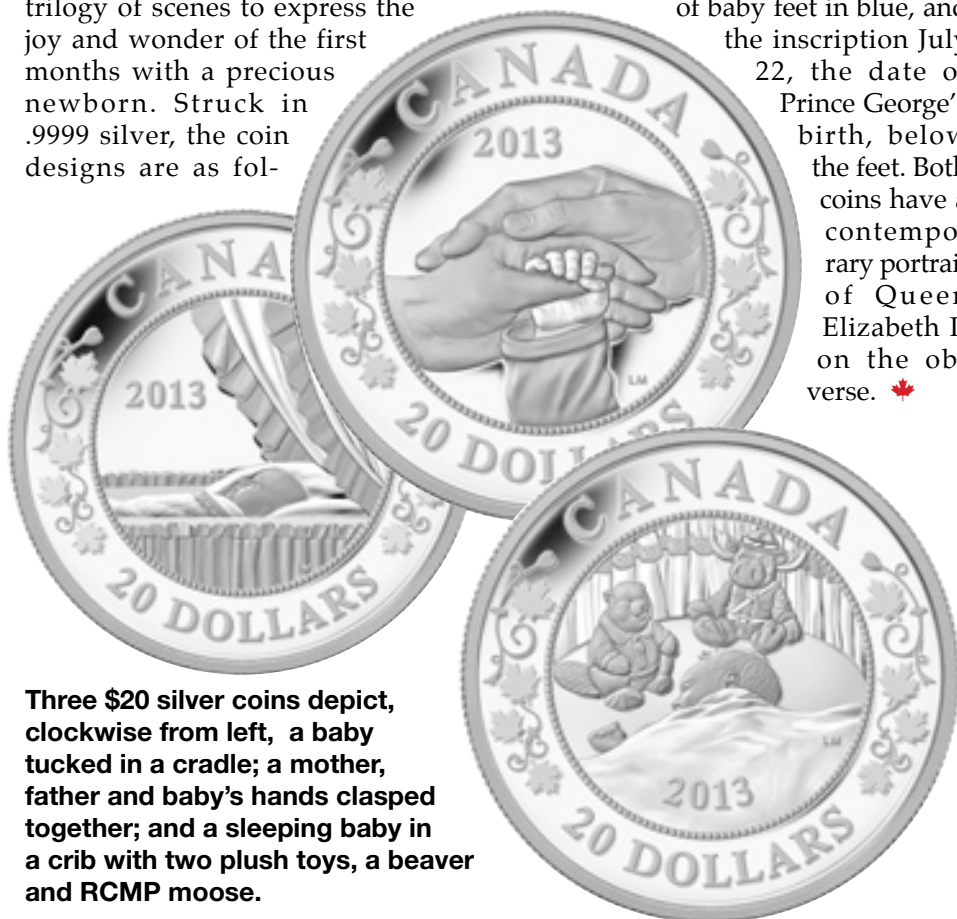 trilogy of scenes to express the
joy and wonder of the first
months with a precious
newborn. Struck in
.9999 silver, the coin
designs are as fol-
of baby feet in blue, and
the inscription July
22, the date o
Prince George'
birth, below
the feet. Both
coins have a
contempo
rary portrai
of Queen
Elizabeth I
on the ob
verse.
CANADA
2013
LM
20 DOLLARS
CANA
2013
20 DOLLARS
CANADA
LM
2013
20 DOLLARS
Three $20 silver coins depict,
clockwise from left, a baby
tucked in a cradle; a mother,
father and baby's hands clasped
together; and a sleeping baby in
a crib with two plush toys, a beaver
and RCMP moose.